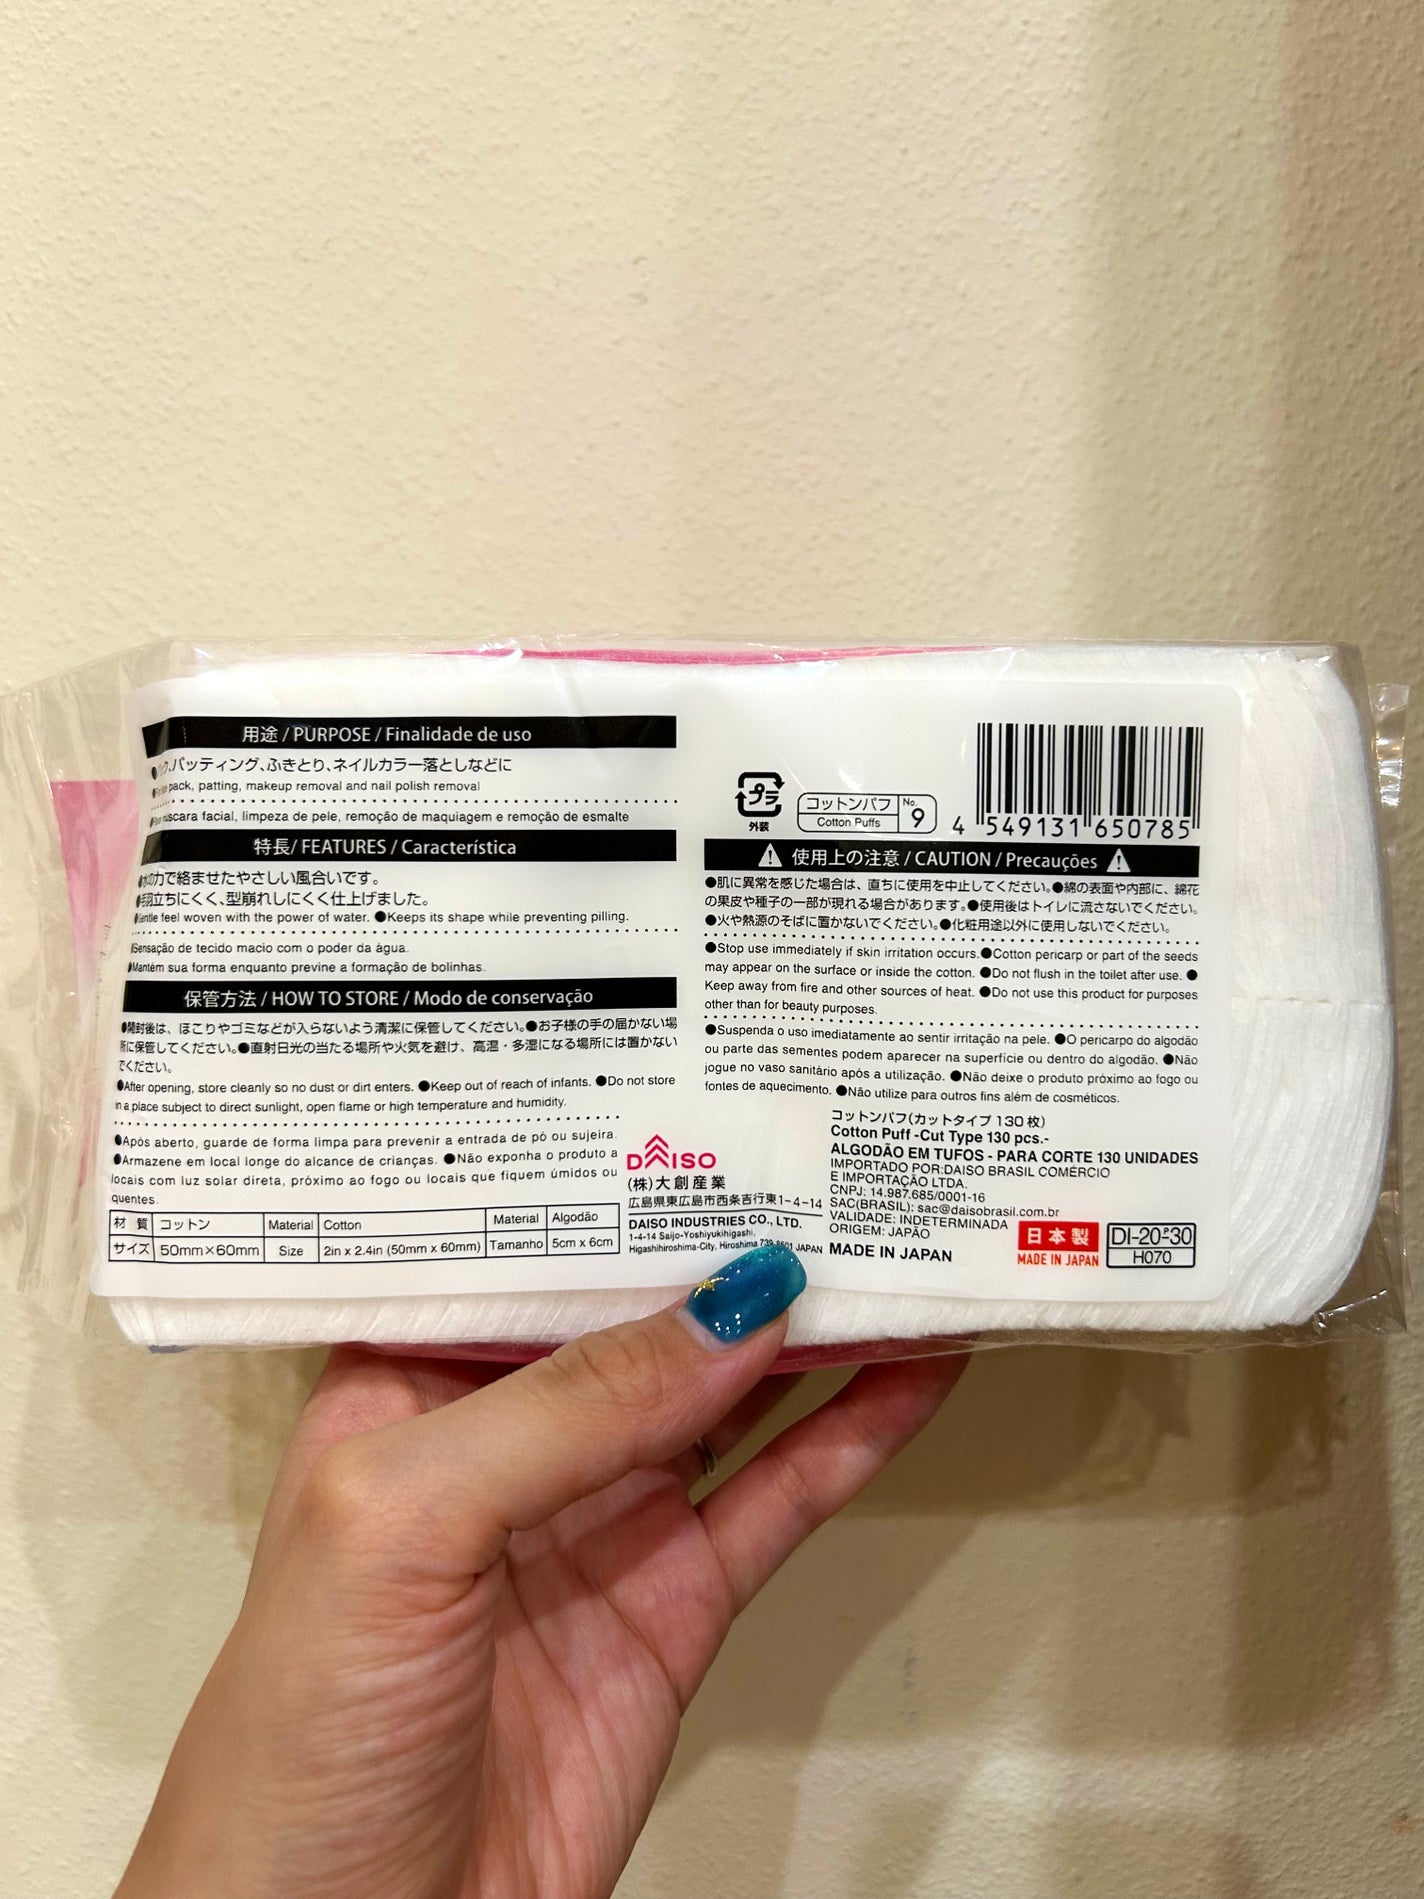 用途 / PURPOSE / Finalidade de uso
パッティング、ふきとり、ネイルカラー落としなどに
pack, patting, makeup removal and nail polish removal
máscara facial, limpeza de pele, remoção de maquiagem e remoção de esmalte
特長/ FEATURES / Característica
●水の力で絡ませたやさしい風合いです。
●毛羽立ちにくく、型崩れしにくく仕上げました。
●Gentle feel woven with the power of water. ●Keeps its shape while preventing pilling.
●Sensação de tecido macio com o poder da água.
●Mantém sua forma enquanto previne a formação de bolinhas.
保管方法 / HOW TO STORE / Modo de conservação
●開封後は、ほこりやゴミなどが入らないよう清潔に保管してください。●お子様の手の届かない場
所に保管してください。●直射日光の当たる場所や火気を避け、高温・多湿になる場所には置かない
でください。
●After opening, store cleanly so no dust or dirt enters. ●Keep out of reach of infants. ●Do not store
in a place subject to direct sunlight, open flame or high temperature and humidity.
●Após aberto, guarde de forma limpa para prevenir a entrada de pó ou sujeira.
●Armazene em local longe do alcance de crianças. ●Não exponha o produto a
locais com luz solar direta, próximo ao fogo ou locais que fiquem úmidos ou
quentes.
材質 コットン Material Cotton Material Algodão
サイズ 50mm×60mm Size 2in x 2.4in (50mm x 60mm) Tamanho 5cm x 6cm
DAISO
(株)大創産業
広島県東広島市西条吉行東1-4-14
DAISO INDUSTRIES CO., LTD.
1-4-14 Saijo-Yoshiyukihigashi,
Higashihiroshima-City, Hiroshima 739-8601 JAPAN
プラ
外装
コットンパフ No. 9
Cotton Puffs
4 549131 650785
使用上の注意 / CAUTION / Precauções
●肌に異常を感じた場合は、直ちに使用を中止してください。●綿の表面や内部に、綿花
の果皮や種子の一部が現れる場合があります。●使用後はトイレに流さないでください。
●火や熱源のそばに置かないでください。●化粧用途以外に使用しないでください。
●Stop use immediately if skin irritation occurs.●Cotton pericarp or part of the seeds
may appear on the surface or inside the cotton. ●Do not flush in the toilet after use. ●
Keep away from fire and other sources of heat. ●Do not use this product for purposes
other than for beauty purposes.
●Suspenda o uso imediatamente ao sentir irritação na pele. ●O pericarpo do algodão
ou parte das sementes podem aparecer na superfície ou dentro do algodão. ●Não
jogue no vaso sanitário após a utilização. ●Não deixe o produto próximo ao fogo ou
fontes de aquecimento. ●Não utilize para outros fins além de cosméticos.
コットンパフ(カットタイプ 130枚)
Cotton Puff -Cut Type 130 pcs.-
ALGODÃO EM TUFOS - PARA CORTE 130 UNIDADES
IMPORTADO POR:DAISO BRASIL COMÉRCIO
E IMPORTAÇÃO LTDA.
CNPJ: 14.987.685/0001-16
SAC(BRASIL): sac@daisobrasil.com.br
VALIDADE: INDETERMINADA
ORIGEM: JAPÃO
MADE IN JAPAN
日本製
MADE IN JAPAN
DI-20-P-30
H070